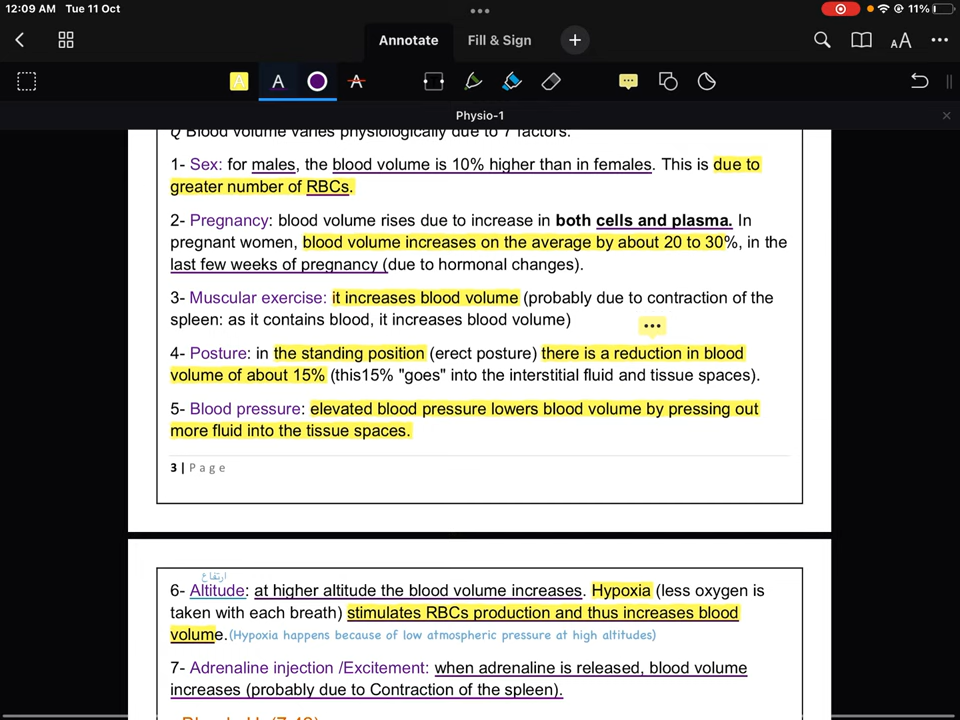 12:09 AM Tue 11 Oct
11%
Annotate
Fill & Sign
A
A
A
AA
Physio-1
Q Blood volume varies physiologically due to 7 factors:
1- Sex: for males, the blood volume is 10% higher than in females. This is due to
greater number of RBCs.
2- Pregnancy: blood volume rises due to increase in both cells and plasma. In
pregnant women, blood volume increases on the average by about 20 to 30%, in the
last few weeks of pregnancy (due to hormonal changes).
3- Muscular exercise: it increases blood volume (probably due to contraction of the
spleen: as it contains blood, it increases blood volume)
4- Posture: in the standing position (erect posture) there is a reduction in blood
volume of about 15% (this15% "goes" into the interstitial fluid and tissue spaces).
5- Blood pressure: elevated blood pressure lowers blood volume by pressing out
more fluid into the tissue spaces.
3 | Page
ارتفاع
6- Altitude: at higher altitude the blood volume increases. Hypoxia (less oxygen is
taken with each breath) stimulates RBCs production and thus increases blood
volume.(Hypoxia happens because of low atmospheric pressure at high altitudes)
7- Adrenaline injection /Excitement: when adrenaline is released, blood volume
increases (probably due to Contraction of the spleen).